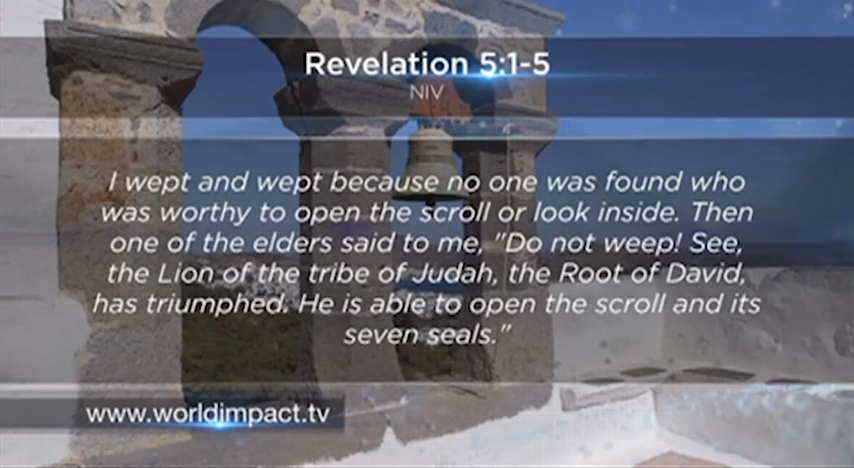 Revelation 5:1-5
NIV
I wept and wept because no one was found who
was worthy to open the scroll or look inside. Then
one of the elders said to me, "Do not weep! See,
the Lion of the tribe of Judah, the Root of David,
has triumphed. He is able to open the scroll and its
seven seals."
www.worldimpact.tv